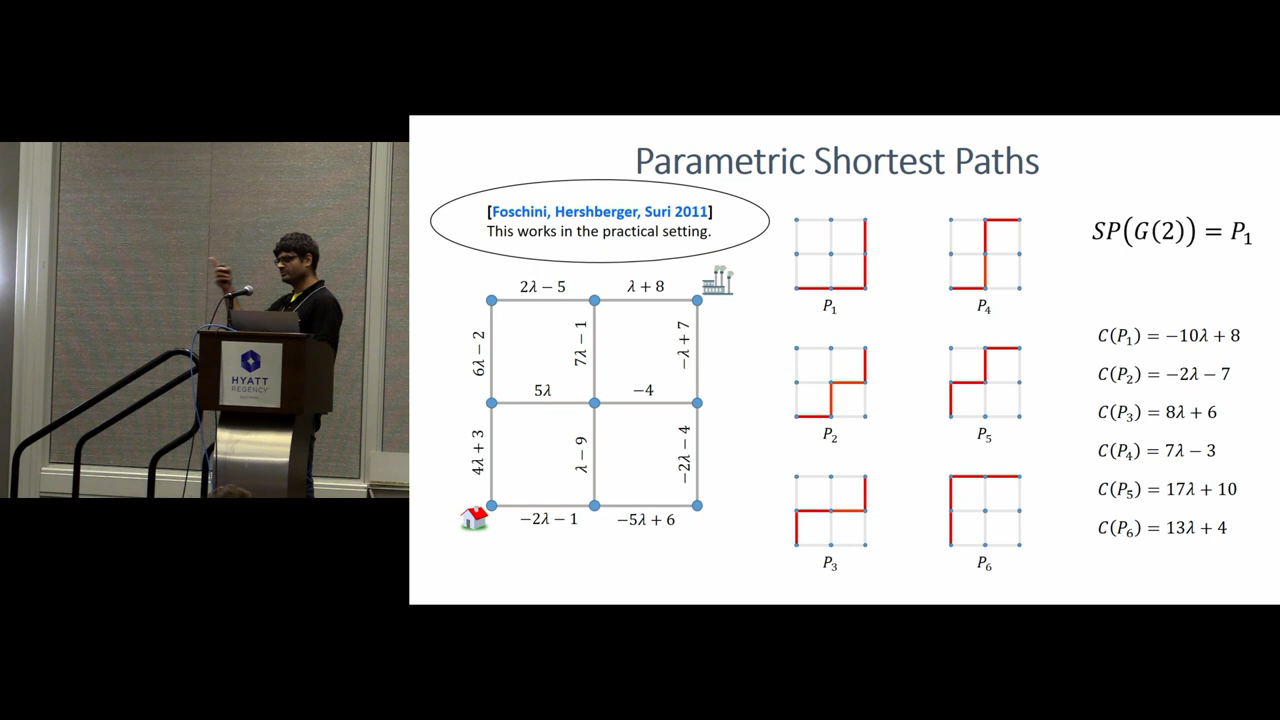 Parametric Shortest Paths
[Foschini, Hershberger, Suri 2011]
This works in the practical setting.
2λ − 5
λ + 8
6λ − 2
7λ − 1
−λ + 7
5λ
−4
4λ + 3
λ − 9
−2λ − 4
−2λ − 1
−5λ + 6
P₁
P₄
P₂
P₅
P₃
P₆
SP(G(2)) = P₁
C(P₁) = −10λ + 8
C(P₂) = −2λ − 7
C(P₃) = 8λ + 6
C(P₄) = 7λ − 3
C(P₅) = 17λ + 10
C(P₆) = 13λ + 4
HYATT
REGENCY